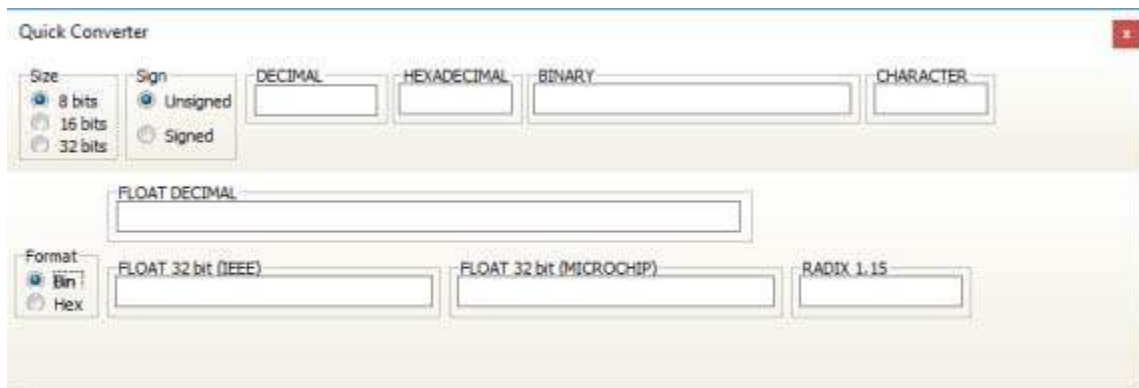 Quick Converter
x
Size
8 bits
16 bits
32 bits
Sign
Unsigned
Signed
DECIMAL
HEXADECIMAL
BINARY
CHARACTER
FLOAT DECIMAL
Format
Bin
Hex
FLOAT 32 bit (IEEE)
FLOAT 32 bit (MICROCHIP)
RADIX 1.15